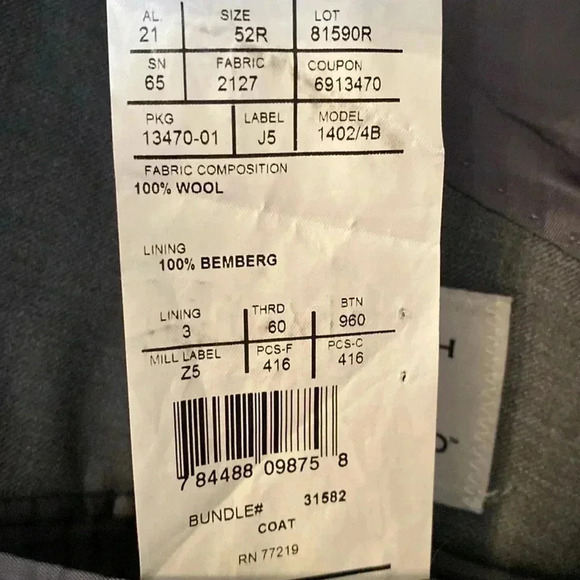 AL. SIZE LOT
21 52R 81590R
SN FABRIC COUPON
65 2127 6913470
PKG LABEL MODEL
13470-01 J5 1402/4B
FABRIC COMPOSITION
100% WOOL
LINING
100% BEMBERG
LINING THRD BTN
3 60 960
MILL LABEL PCS-F PCS-C
Z5 416 416
7 84488 09875 8
BUNDLE# 31582
COAT
RN 77219